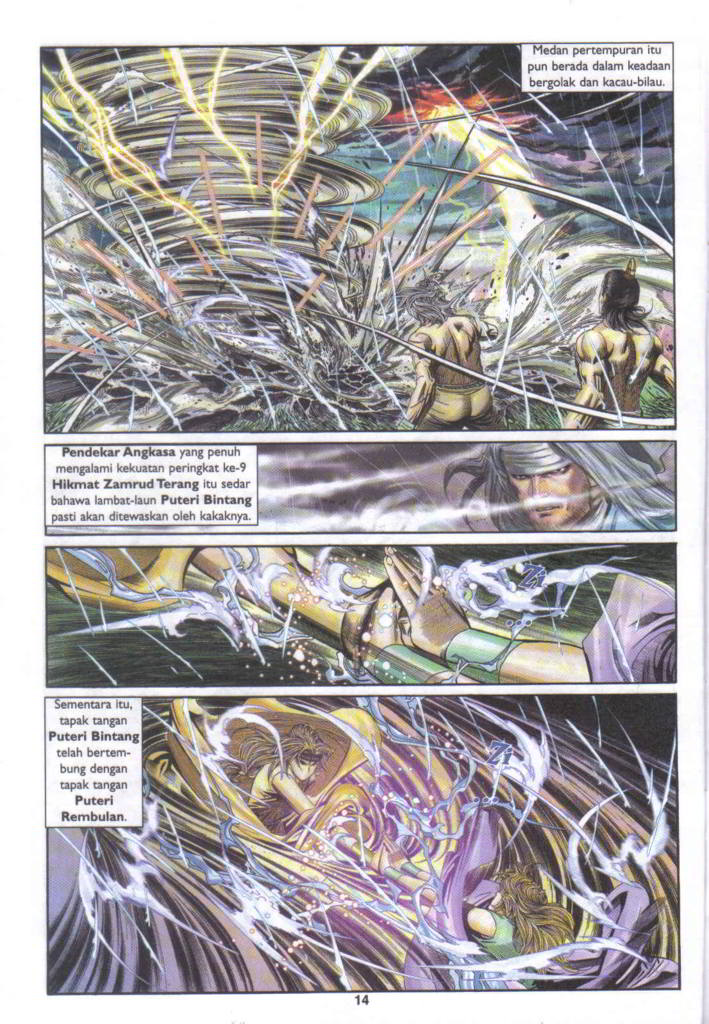 Medan pertempuran itu
pun berada dalam keadaan
bergolak dan kacau-bilau.
Pendekar Angkasa yang penuh
mengalami kekuatan peringkat ke-9
Hikmat Zamrud Terang itu sedar
bahawa lambat-laun Puteri Bintang
pasti akan ditewaskan oleh kakaknya.
Sementara itu,
tapak tangan
Puteri Bintang
telah bertem-
bung dengan
tapak tangan
Puteri
Rembulan.
14